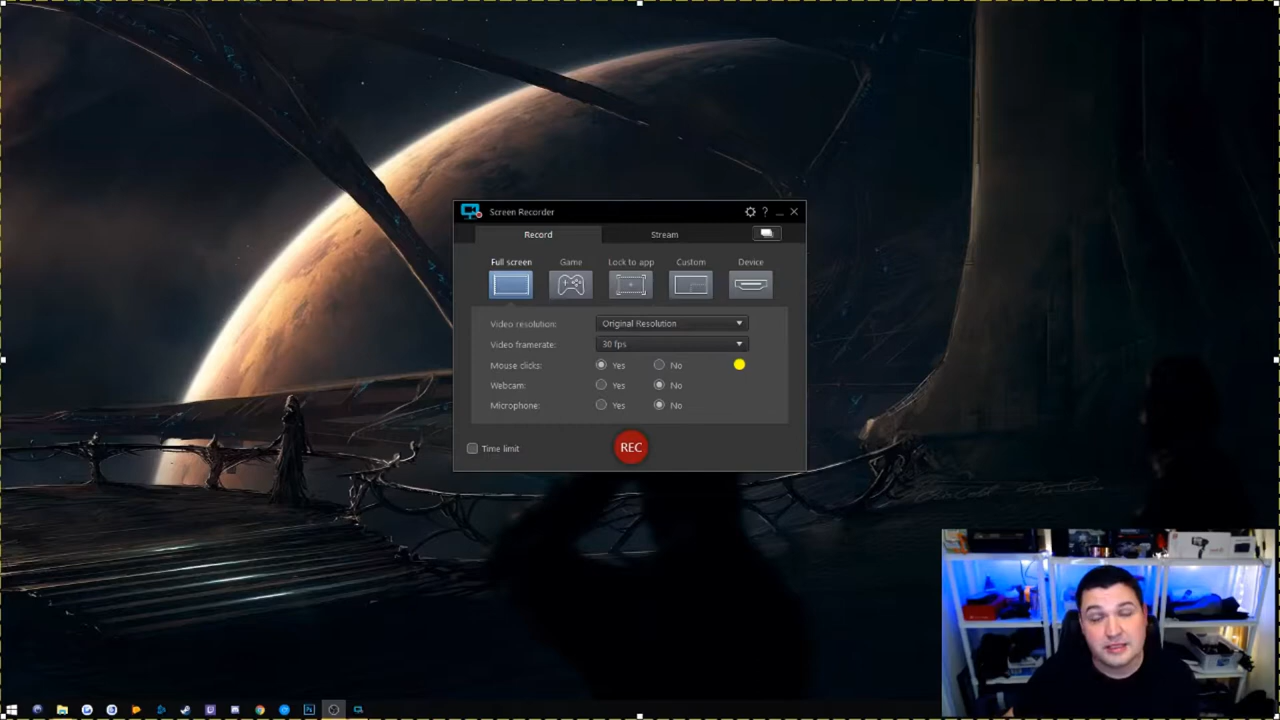 Screen Recorder
?
Record
Stream
Full screen
Game
Lock to app
Custom
Device
Video resolution:
Original Resolution
Video framerate:
30 fps
Mouse clicks:
Yes
No
Webcam:
Yes
No
Microphone:
Yes
No
Time limit
REC
Ps